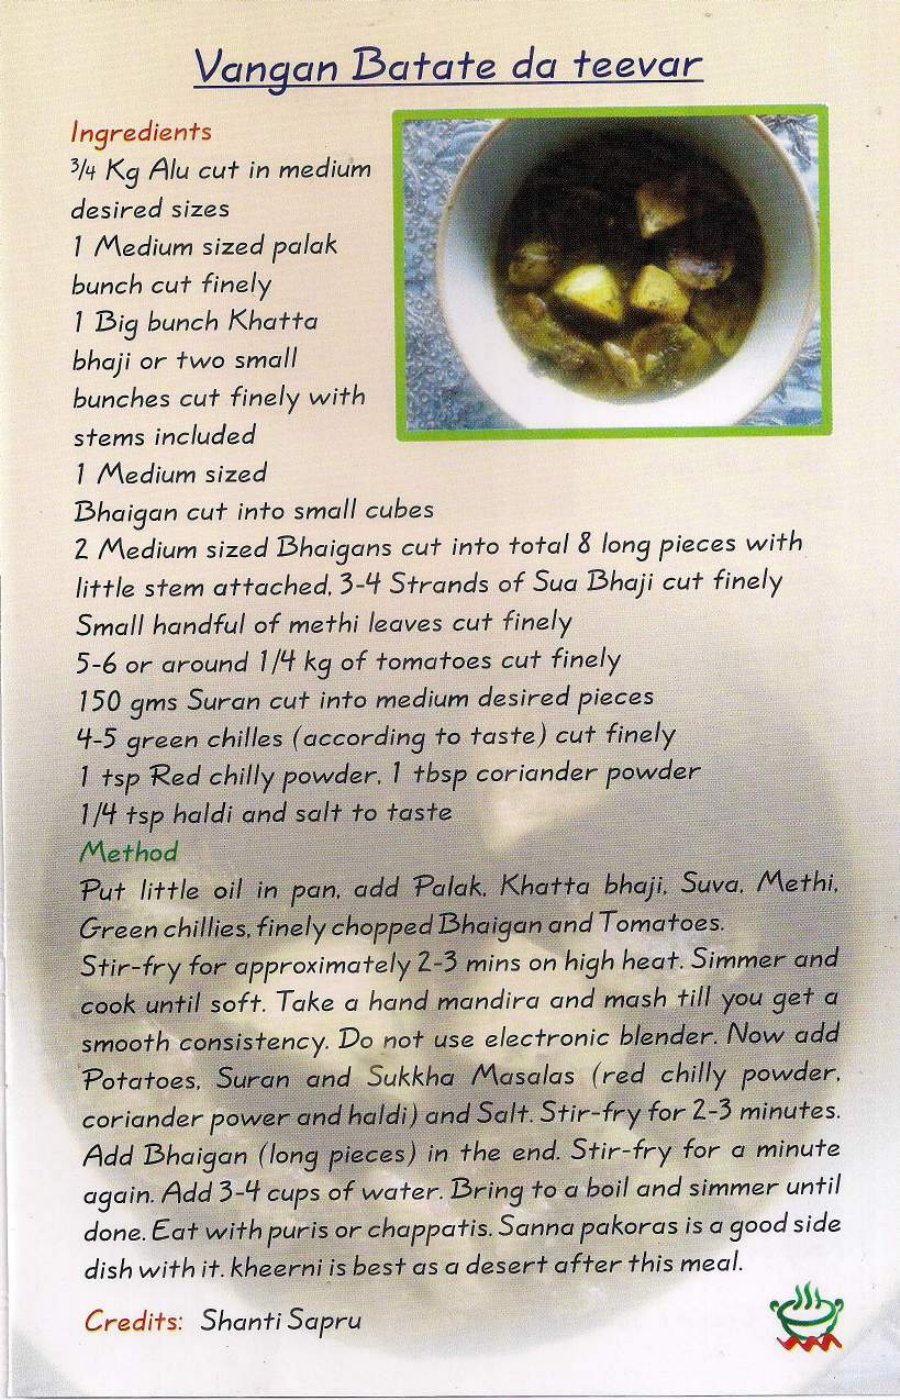 Vangan Batate da teevar
Ingredients
3/4 Kg Alu cut in medium
desired sizes
1 Medium sized palak
bunch cut finely
1 Big bunch Khatta
bhaji or two small
bunches cut finely with
stems included
1 Medium sized
Bhaigan cut into small cubes
2 Medium sized Bhaigans cut into total 8 long pieces with
little stem attached, 3-4 Strands of Sua Bhaji cut finely
Small handful of methi leaves cut finely
5-6 or around 1/4 kg of tomatoes cut finely
150 gms Suran cut into medium desired pieces
4-5 green chilles (according to taste) cut finely
1 tsp Red chilly powder, 1 tbsp coriander powder
1/4 tsp haldi and salt to taste
Method
Put little oil in pan, add Palak, Khatta bhaji, Suva, Methi,
Green chillies, finely chopped Bhaigan and Tomatoes.
Stir-fry for approximately 2-3 mins on high heat. Simmer and
cook until soft. Take a hand mandira and mash till you get a
smooth consistency. Do not use electronic blender. Now add
Potatoes, Suran and Sukkha Masalas (red chilly powder,
coriander power and haldi) and Salt. Stir-fry for 2-3 minutes.
Add Bhaigan (long pieces) in the end. Stir-fry for a minute
again. Add 3-4 cups of water. Bring to a boil and simmer until
done. Eat with puris or chappatis. Sanna pakoras is a good side
dish with it. kheerni is best as a desert after this meal.
Credits: Shanti Sapru